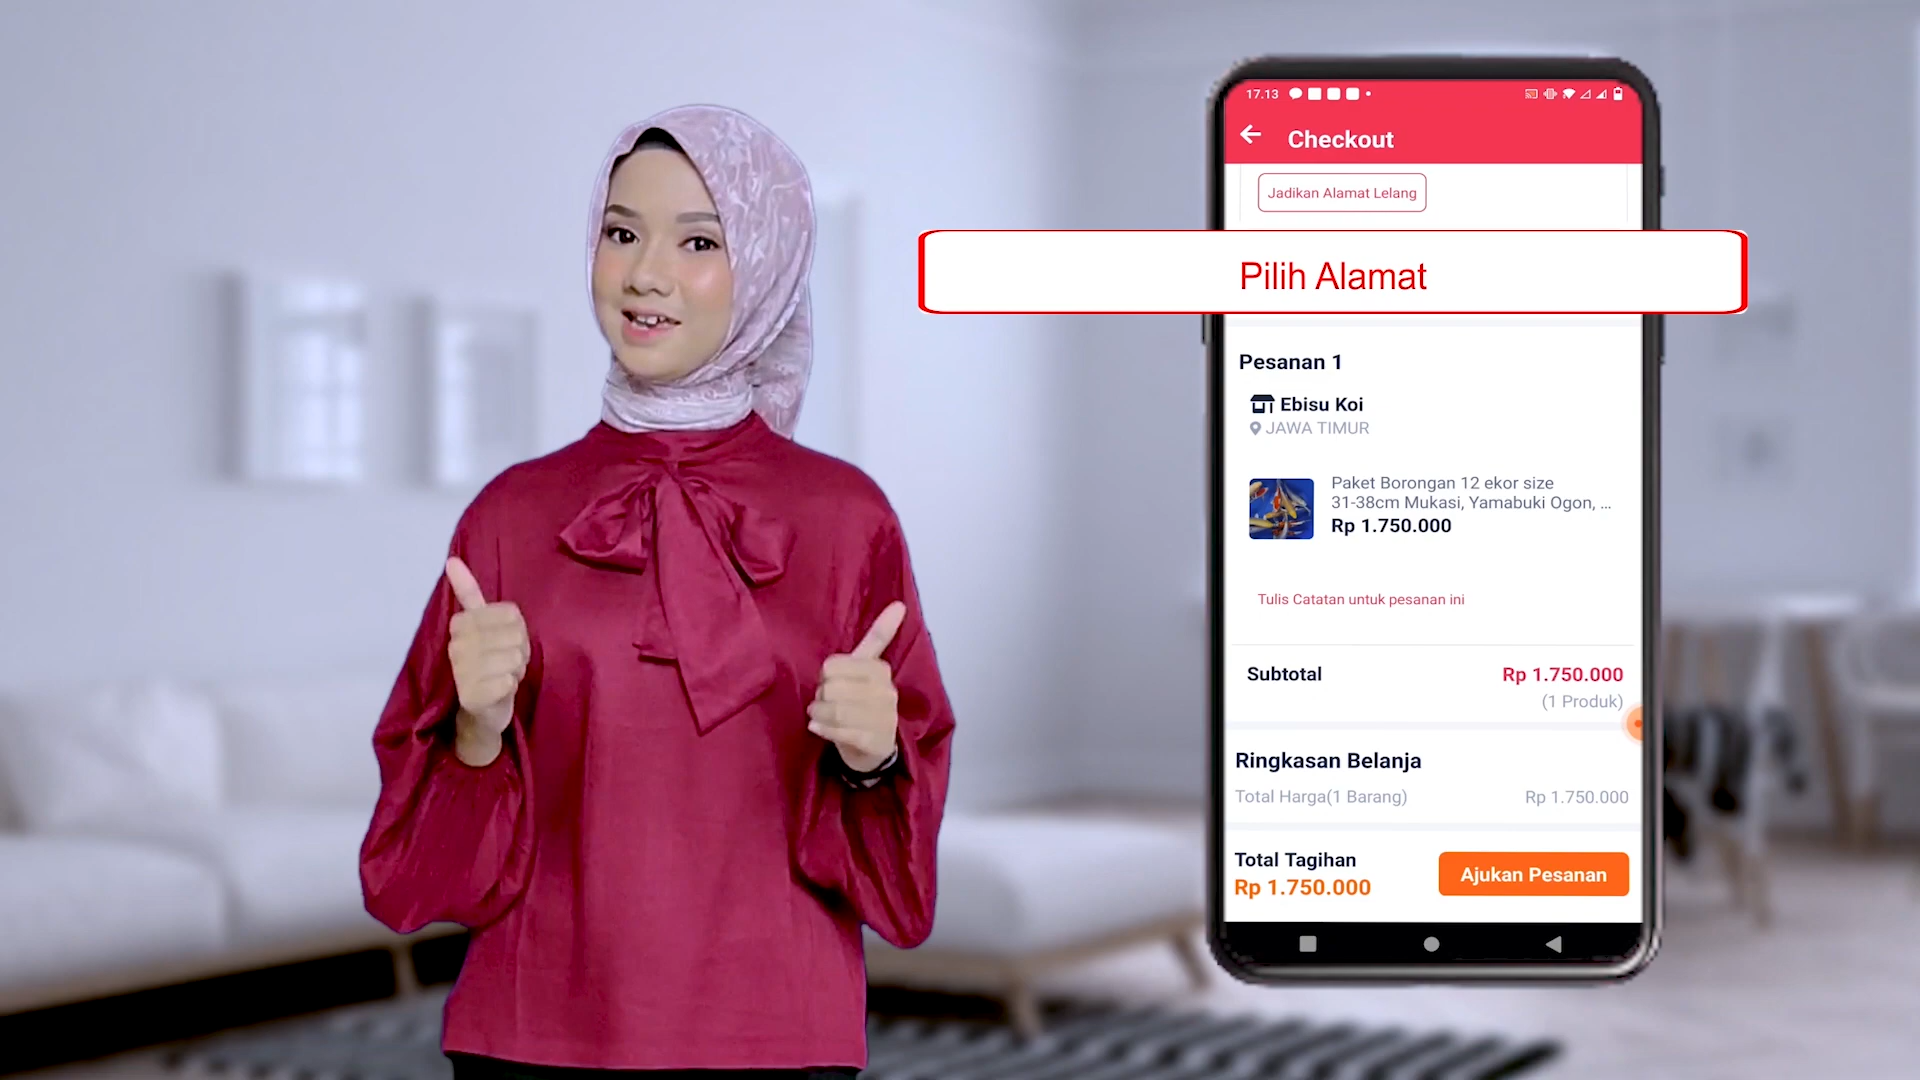 17.13
Checkout
Jadikan Alamat Lelang
Pilih Alamat
Pesanan 1
Ebisu Koi
JAWA TIMUR
Paket Borongan 12 ekor size
31-38cm Mukasi, Yamabuki Ogon, ...
Rp 1.750.000
Tulis Catatan untuk pesanan ini
Subtotal
Rp 1.750.000
(1 Produk)
Ringkasan Belanja
Total Harga(1 Barang)
Rp 1.750.000
Total Tagihan
Rp 1.750.000
Ajukan Pesanan